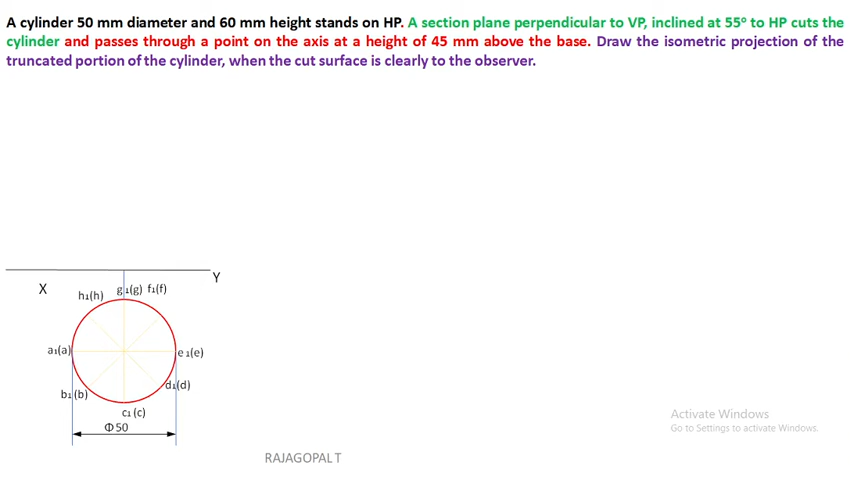 A cylinder 50 mm diameter and 60 mm height stands on HP. A section plane perpendicular to VP, inclined at 55° to HP cuts the
cylinder and passes through a point on the axis at a height of 45 mm above the base. Draw the isometric projection of the
truncated portion of the cylinder, when the cut surface is clearly to the observer.
X
Y
h1(h)
g1(g)
f1(f)
a1(a)
e1(e)
b1(b)
d1(d)
c1(c)
Φ50
RAJAGOPAL T
Activate Windows
Go to Settings to activate Windows.